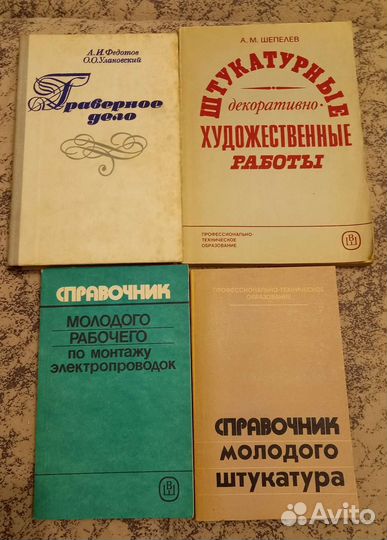 А. И. Федотов
О. О. Улановский
Граверное
дело
А. М. ШЕПЕЛЕВ
ШТУКАТУРНЫЕ
декоративно-
ХУДОЖЕСТВЕННЫЕ
РАБОТЫ
ПРОФЕССИОНАЛЬНО-
ТЕХНИЧЕСКОЕ
ОБРАЗОВАНИЕ
СПРАВОЧНИК
МОЛОДОГО
РАБОЧЕГО
ПО МОНТАЖУ
ЭЛЕКТРОПРОВОДОК
ПРОФЕССИОНАЛЬНО-ТЕХНИЧЕСКОЕ
ОБРАЗОВАНИЕ
СПРАВОЧНИК
МОЛОДОГО
ШТУКАТУРА
Avito